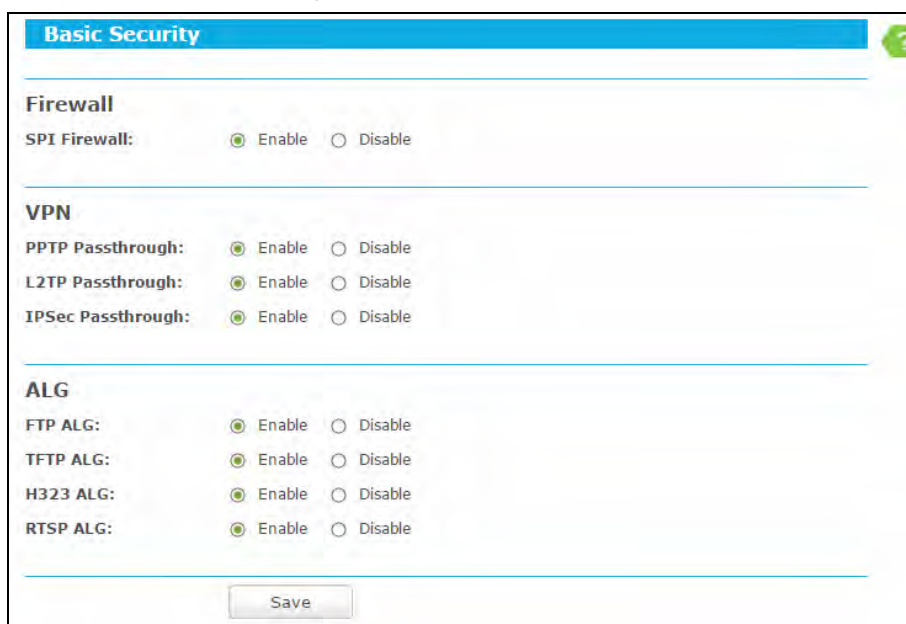 Basic Security
?
Firewall
SPI Firewall: Enable Disable
VPN
PPTP Passthrough: Enable Disable
L2TP Passthrough: Enable Disable
IPSec Passthrough: Enable Disable
ALG
FTP ALG: Enable Disable
TFTP ALG: Enable Disable
H323 ALG: Enable Disable
RTSP ALG: Enable Disable
Save